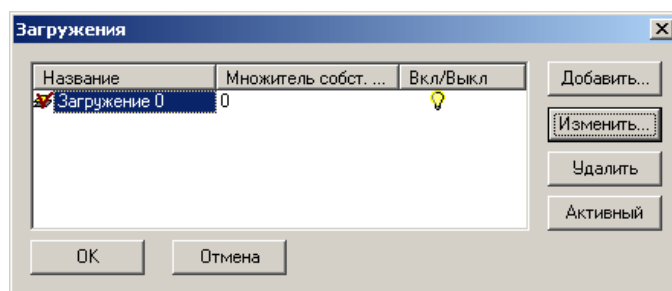 Загружения
Название Множитель собст. ... Вкл/Выкл
Загружение 0 0
Добавить...
Изменить...
Удалить
Активный
OK Отмена